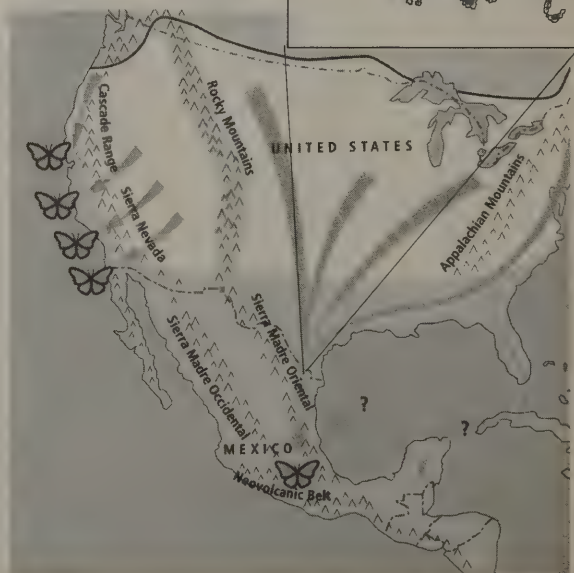 Cascade Range
Rocky Mountains
UNITED STATES
Appalachian Mountains
Sierra Nevada
Sierra Madre Occidental
Sierra Madre Oriental
?
?
MEXICO
Neovolcanic Belt